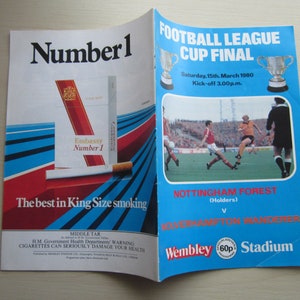 Number 1
Embassy
Number 1
The best in King Size smoking
MIDDLE TAR
H.M. Government Health Departments' WARNING:
CIGARETTES CAN SERIOUSLY DAMAGE YOUR HEALTH
FOOTBALL LEAGUE
CUP FINAL
Saturday, 15th. March 1980
Kick-off 3.00p.m.
NOTTINGHAM FOREST
(Holders)
V
WOLVERHAMPTON WANDERERS
Wembley 60p Stadium